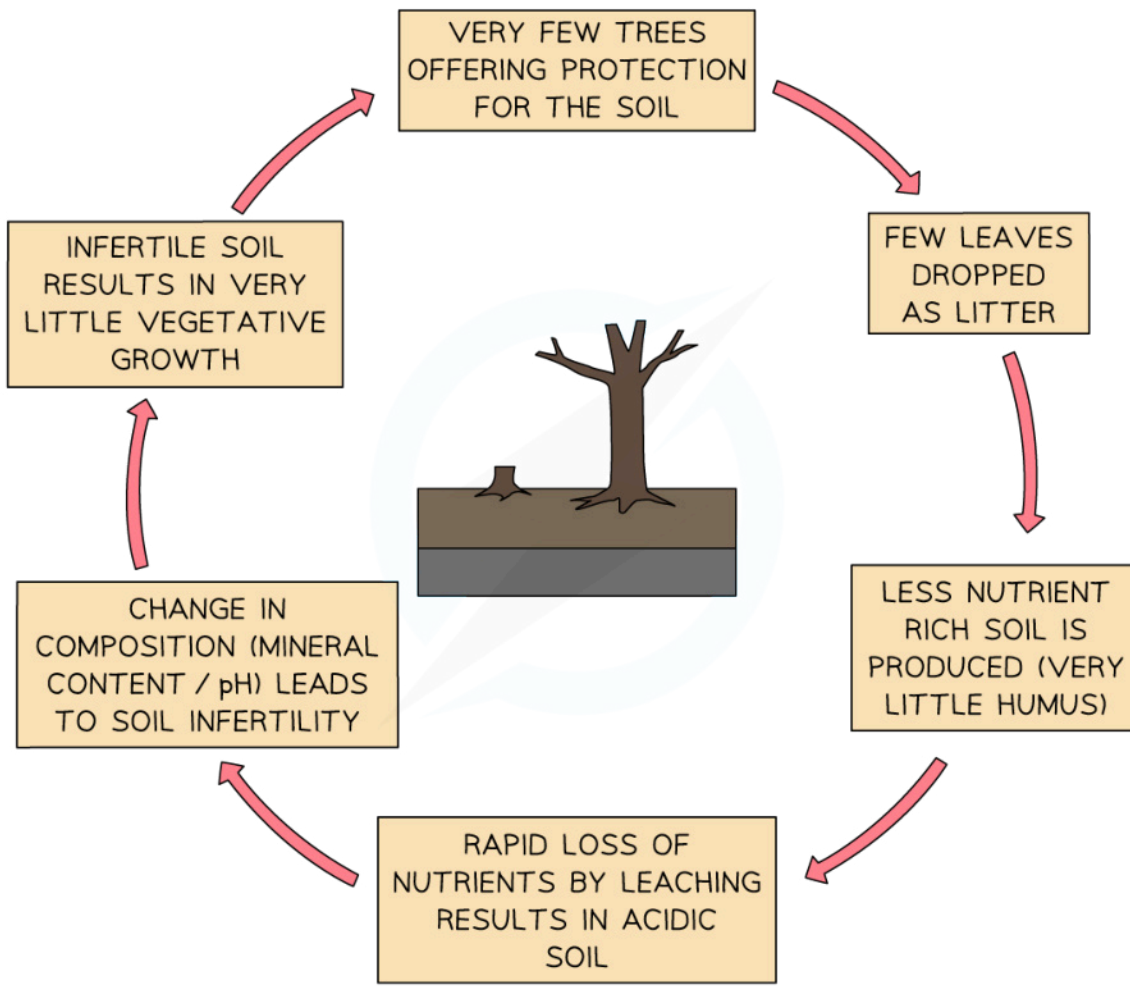 VERY FEW TREES
OFFERING PROTECTION
FOR THE SOIL
FEW LEAVES
DROPPED
AS LITTER
LESS NUTRIENT
RICH SOIL IS
PRODUCED (VERY
LITTLE HUMUS)
RAPID LOSS OF
NUTRIENTS BY LEACHING
RESULTS IN ACIDIC
SOIL
CHANGE IN
COMPOSITION (MINERAL
CONTENT / pH) LEADS
TO SOIL INFERTILITY
INFERTILE SOIL
RESULTS IN VERY
LITTLE VEGETATIVE
GROWTH